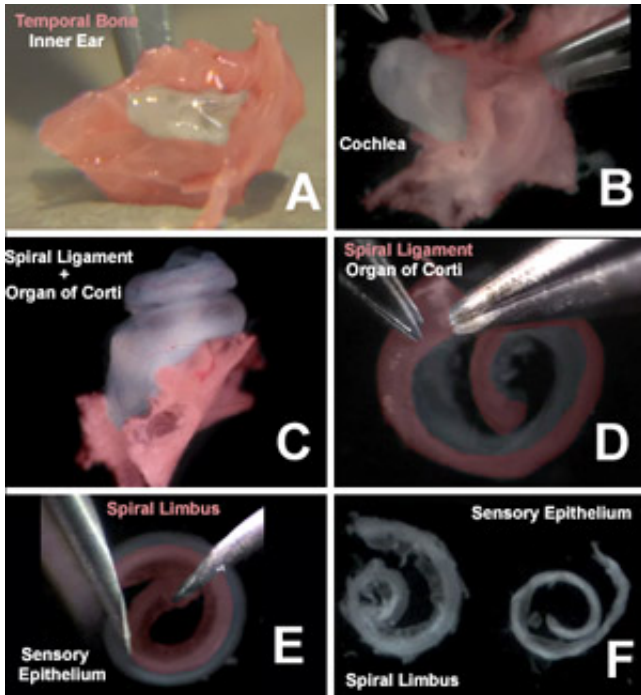 Temporal Bone
Inner Ear
A
Cochlea
B
Spiral Ligament
+
Organ of Corti
C
Spiral Ligament
Organ of Corti
D
Spiral Limbus
Sensory
Epithelium
E
Sensory Epithelium
Spiral Limbus
F